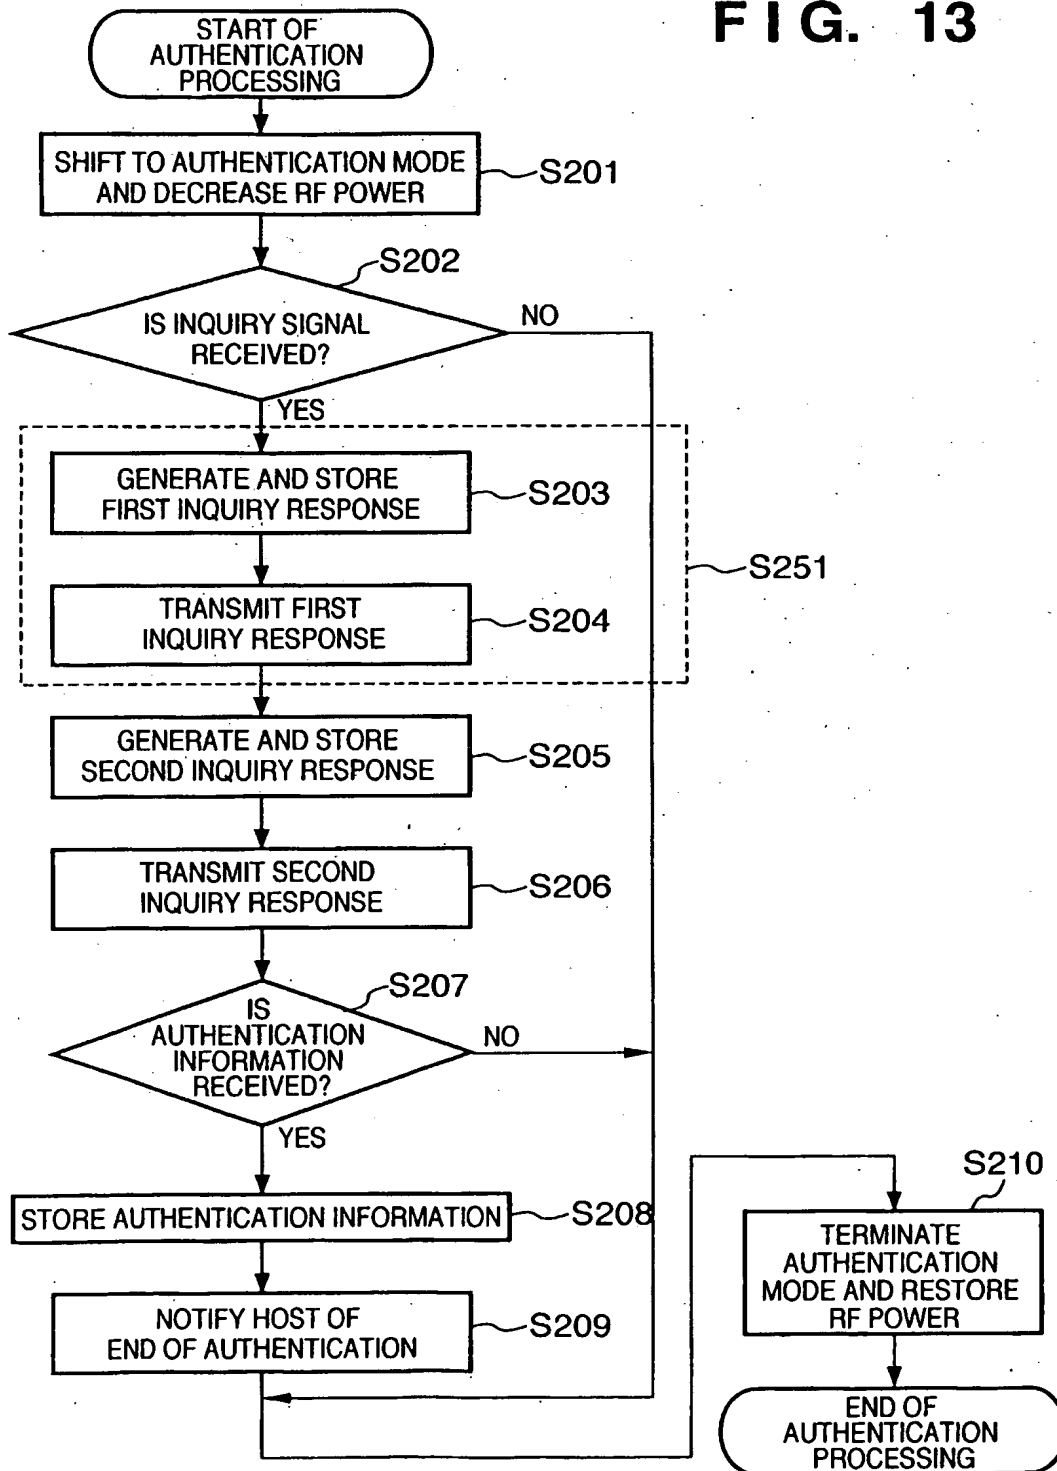 FIG. 13
START OF
AUTHENTICATION
PROCESSING
SHIFT TO AUTHENTICATION MODE
AND DECREASE RF POWER
S201
S202
IS INQUIRY SIGNAL
RECEIVED?
NO
YES
GENERATE AND STORE
FIRST INQUIRY RESPONSE
S203
S251
TRANSMIT FIRST
INQUIRY RESPONSE
S204
GENERATE AND STORE
SECOND INQUIRY RESPONSE
S205
TRANSMIT SECOND
INQUIRY RESPONSE
S206
S207
IS
AUTHENTICATION
INFORMATION
RECEIVED?
NO
YES
STORE AUTHENTICATION INFORMATION
S208
NOTIFY HOST OF
END OF AUTHENTICATION
S209
S210
TERMINATE
AUTHENTICATION
MODE AND RESTORE
RF POWER
END OF
AUTHENTICATION
PROCESSING